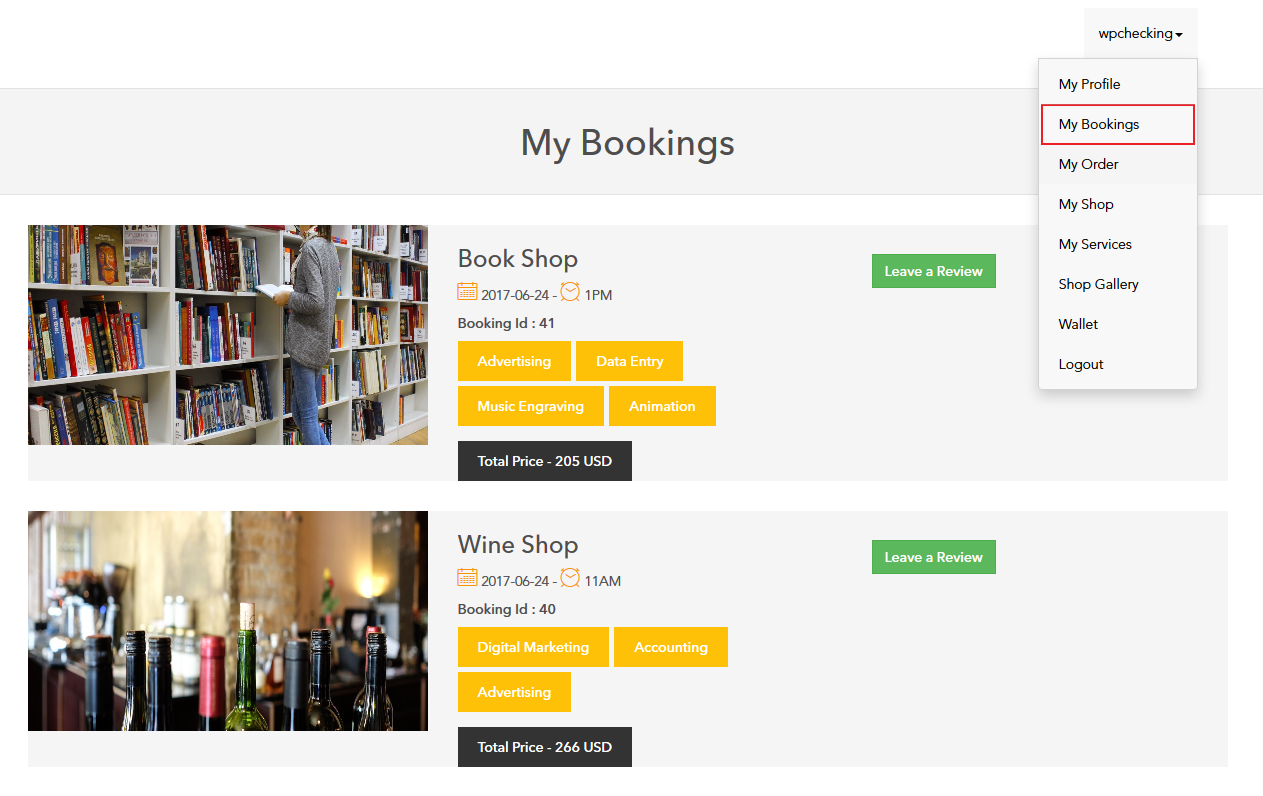 wpchecking
My Profile
My Bookings
My Order
My Shop
My Services
Shop Gallery
Wallet
Logout
My Bookings
Book Shop
2017-06-24 - 1PM
Booking Id : 41
Advertising Data Entry
Music Engraving Animation
Total Price - 205 USD
Leave a Review
Wine Shop
2017-06-24 - 11AM
Booking Id : 40
Digital Marketing Accounting
Advertising
Total Price - 266 USD
Leave a Review